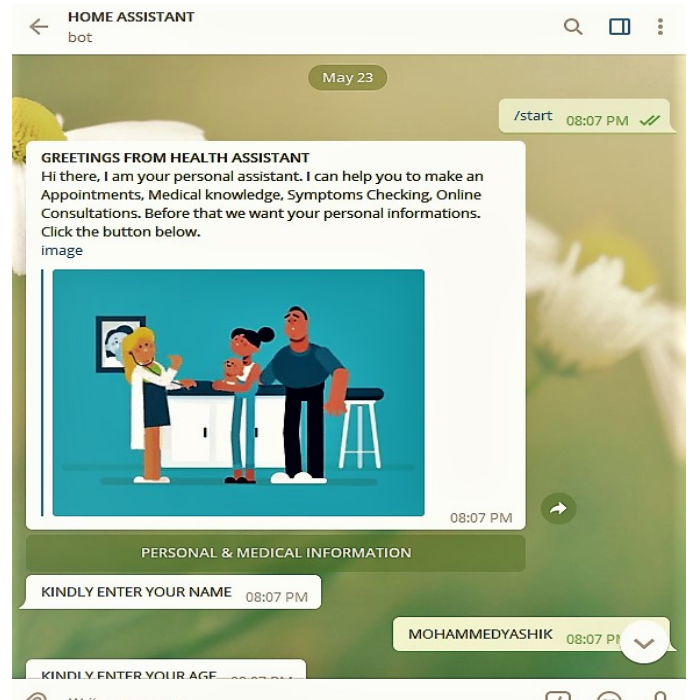 HOME ASSISTANT
bot
May 23
/start 08:07 PM
GREETINGS FROM HEALTH ASSISTANT
Hi there, I am your personal assistant. I can help you to make an
Appointments, Medical knowledge, Symptoms Checking, Online
Consultations. Before that we want your personal informations.
Click the button below.
image
08:07 PM
PERSONAL & MEDICAL INFORMATION
KINDLY ENTER YOUR NAME 08:07 PM
MOHAMMEDYASHIK 08:07 PM
KINDLY ENTER YOUR AGE 08:07 PM